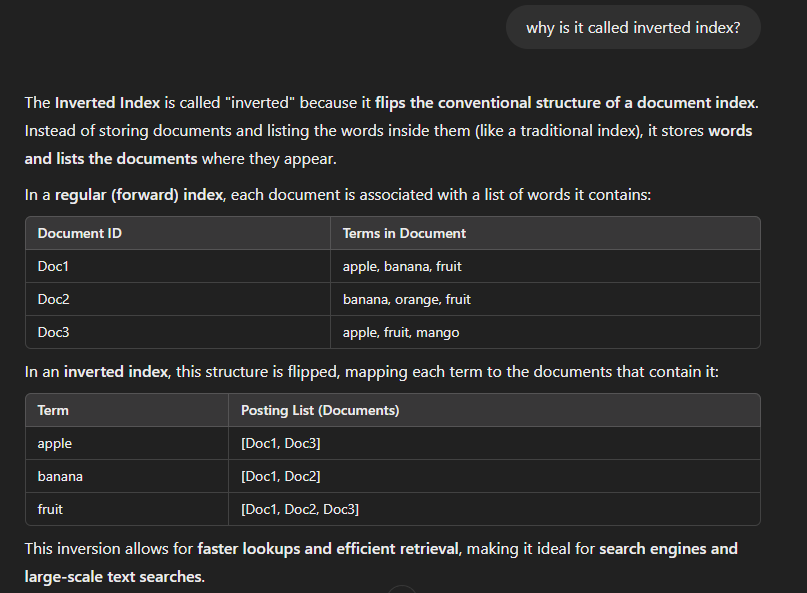 why is it called inverted index?
The Inverted Index is called "inverted" because it flips the conventional structure of a document index.
Instead of storing documents and listing the words inside them (like a traditional index), it stores words
and lists the documents where they appear.
In a regular (forward) index, each document is associated with a list of words it contains:
Document ID Terms in Document
Doc1 apple, banana, fruit
Doc2 banana, orange, fruit
Doc3 apple, fruit, mango
In an inverted index, this structure is flipped, mapping each term to the documents that contain it:
Term Posting List (Documents)
apple [Doc1, Doc3]
banana [Doc1, Doc2]
fruit [Doc1, Doc2, Doc3]
This inversion allows for faster lookups and efficient retrieval, making it ideal for search engines and
large-scale text searches.